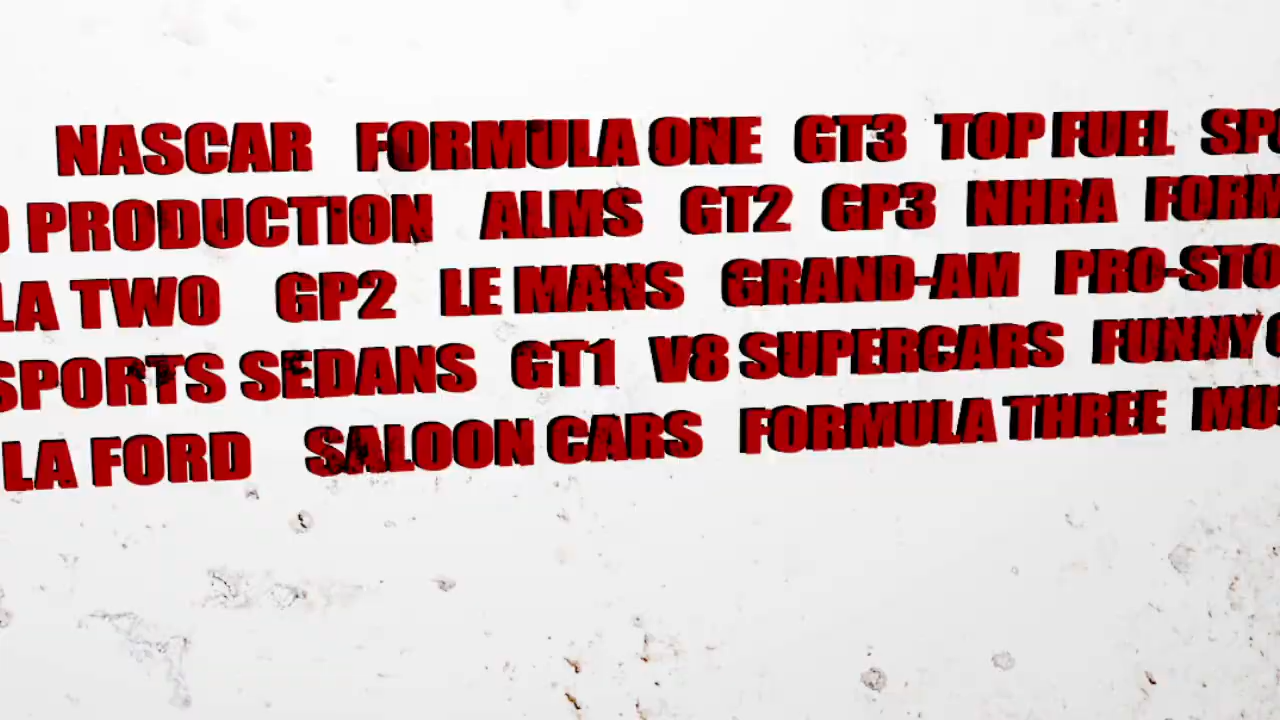 NASCAR FORMULA ONE GT3 TOP FUEL
PRODUCTION ALMS GT2 GP3 NHRA
TWO GP2 LE MANS GRAND-AM
SPORTS SEDANS GT1 V8 SUPERCARS FUNNY
FORD SALOON CARS FORMULA THREE